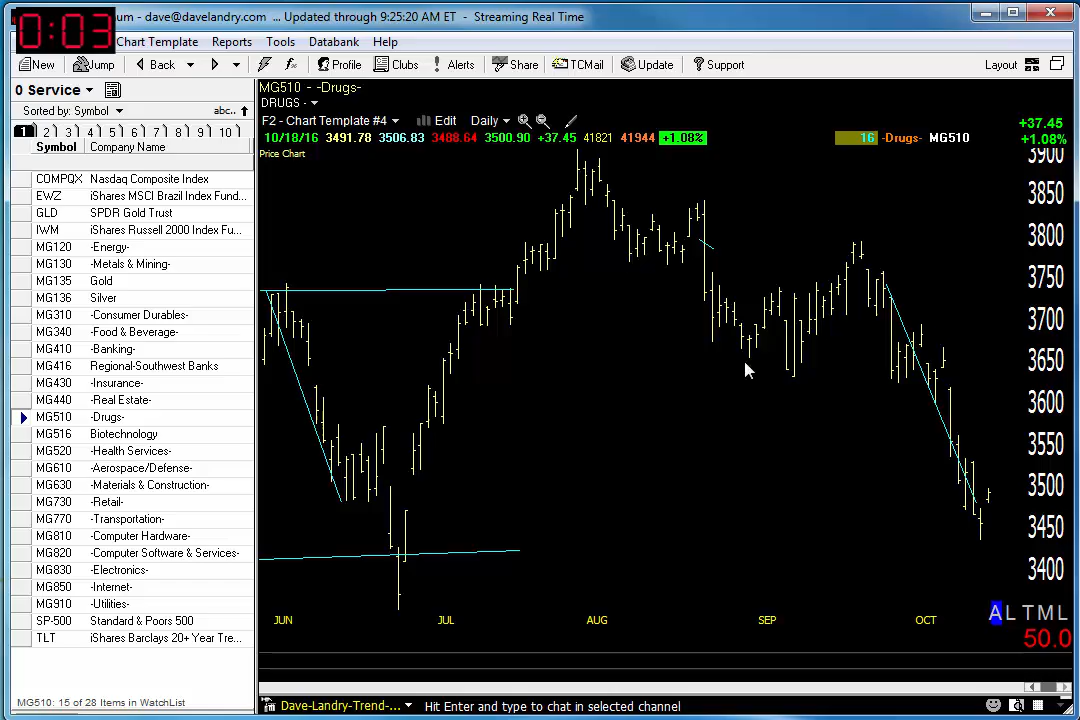 0:03
um - dave@davelandry.com ... Updated through 9:25:20 AM ET - Streaming Real Time
Chart Template Reports Tools Databank Help
New Jump Back Profile Clubs Alerts Share TCMail Update Support Layout
0 Service
Sorted by: Symbol abc..
1 2 3 4 5 6 7 8 9 10
Symbol Company Name
COMPQX Nasdaq Composite Index
EWZ iShares MSCI Brazil Index Fund...
GLD SPDR Gold Trust
IWM iShares Russell 2000 Index Fu...
MG120 -Energy-
MG130 -Metals & Mining-
MG135 Gold
MG136 Silver
MG310 -Consumer Durables-
MG340 -Food & Beverage-
MG410 -Banking-
MG416 Regional-Southwest Banks
MG430 -Insurance-
MG440 -Real Estate-
MG510 -Drugs-
MG516 Biotechnology
MG520 -Health Services-
MG610 -Aerospace/Defense-
MG630 -Materials & Construction-
MG730 -Retail-
MG770 -Transportation-
MG810 -Computer Hardware-
MG820 -Computer Software & Services-
MG830 -Electronics-
MG850 -Internet-
MG910 -Utilities-
SP-500 Standard & Poors 500
TLT iShares Barclays 20+ Year Tre...
MG510: 15 of 28 Items in WatchList
MG510 - -Drugs-
DRUGS -
F2 - Chart Template #4 Edit Daily
10/18/16 3491.78 3506.83 3488.64 3500.90 +37.45 41821 41944 +1.08% 16 -Drugs- MG510
+37.45
+1.08%
Price Chart
3900
3850
3800
3750
3700
3650
3600
3550
3500
3450
3400
JUN JUL AUG SEP OCT
A L T M L
50.0
Dave-Landry-Trend-... Hit Enter and type to chat in selected channel